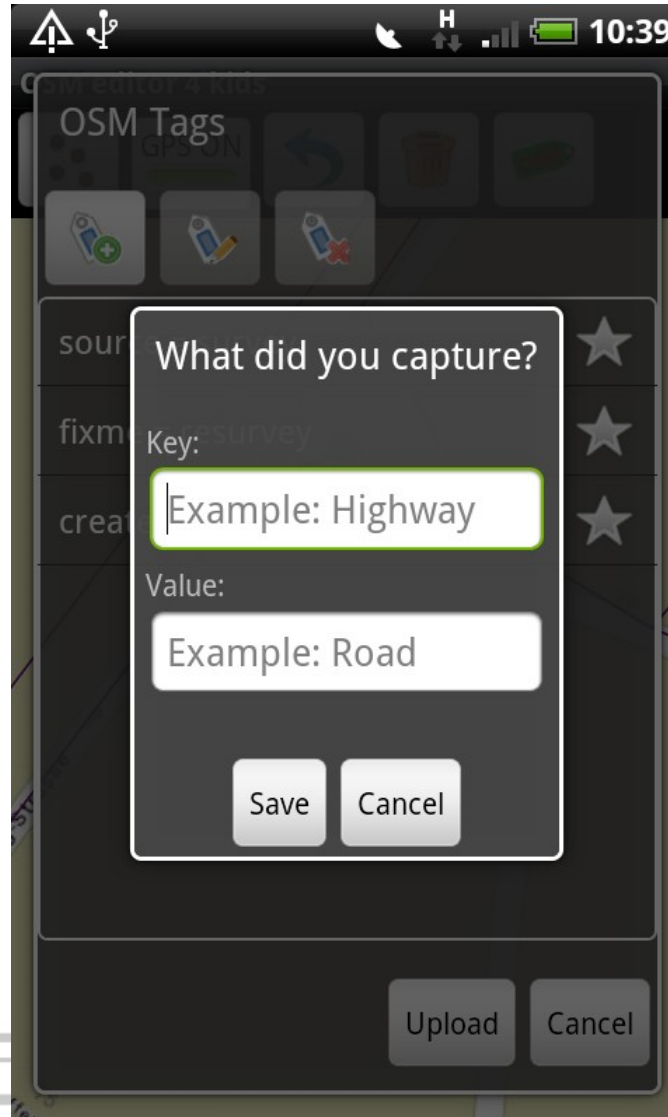 H 10:39
OSM editor 4 kids
OSM Tags
GPS ON
What did you capture?
Key:
Example: Highway
resurvey
Value:
Example: Road
Save Cancel
Upload Cancel